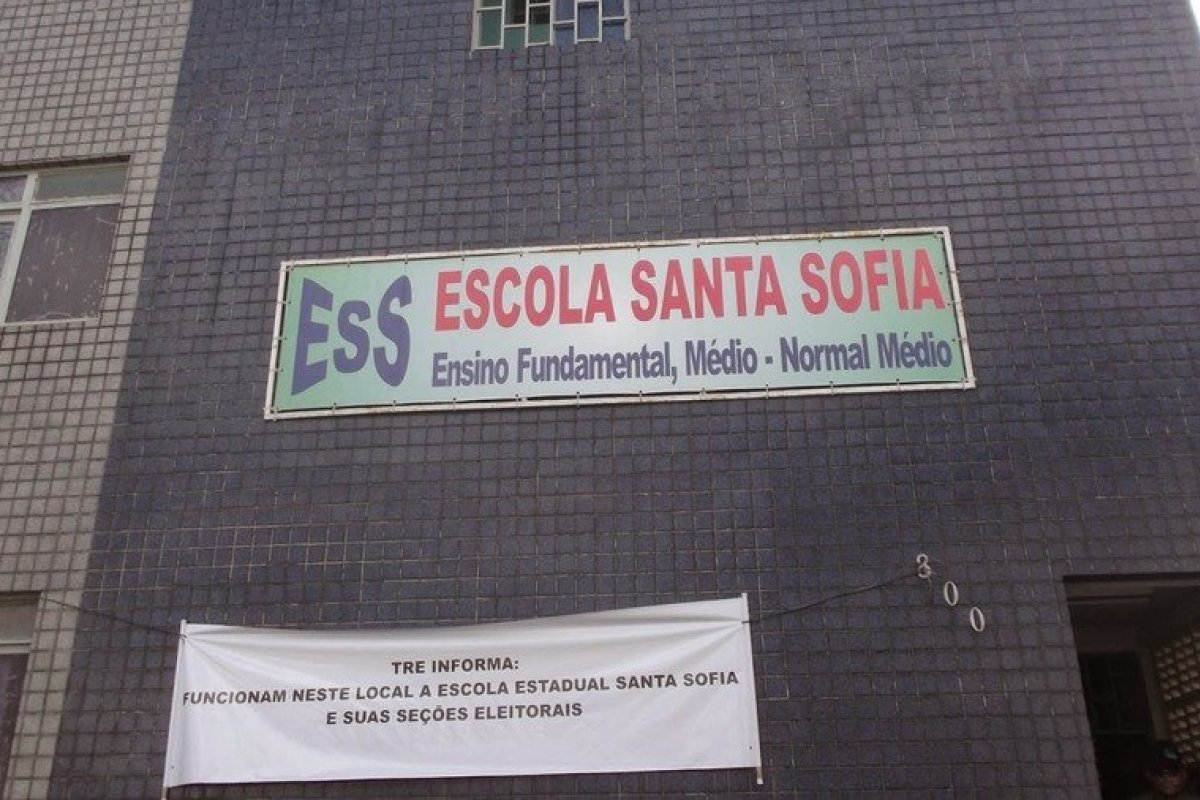 EsS ESCOLA SANTA SOFIA
Ensino Fundamental, Médio - Normal Médio
300
TRE INFORMA:
FUNCIONAM NESTE LOCAL A ESCOLA ESTADUAL SANTA SOFIA
E SUAS SEÇÕES ELEITORAIS